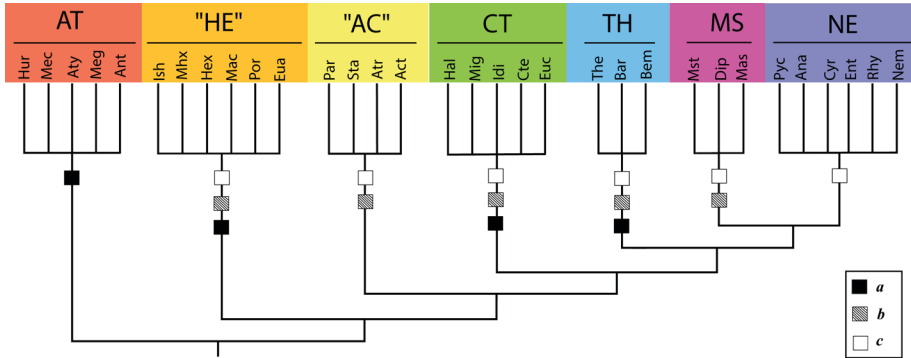 AT "HE" "AC" CT TH MS NE
Hur Mec Aty Meg Ant Ish Mhx Hex Mac Por Eua Par Sta Atr Act Hal Mig Idi Cte Euc The Bar Bem Mst Dip Mas Pyc Ana Cyr Ent Rhy Nem
a
b
c